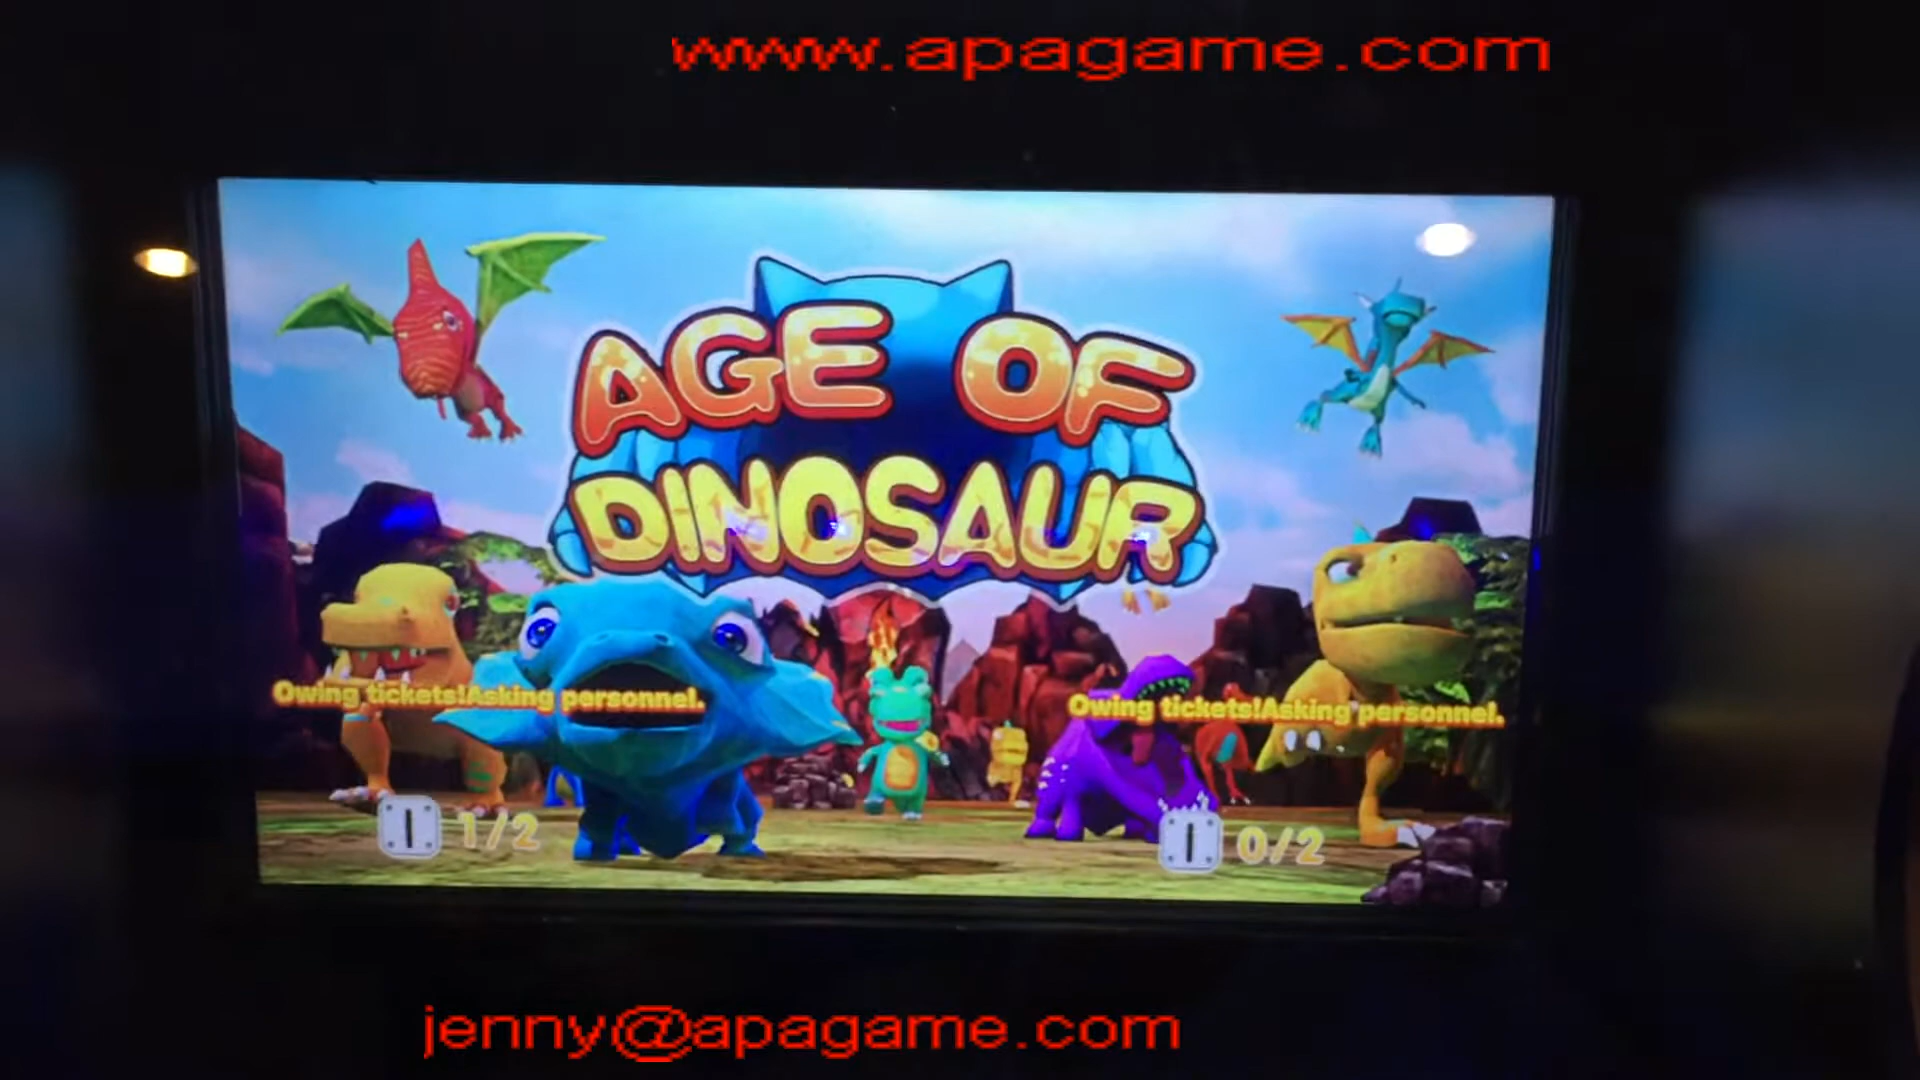 www.apagame.com
AGE OF
DINOSAUR
Owing tickets!Asking personnel.
Owing tickets!Asking personnel.
1/2
0/2
jenny@apagame.com